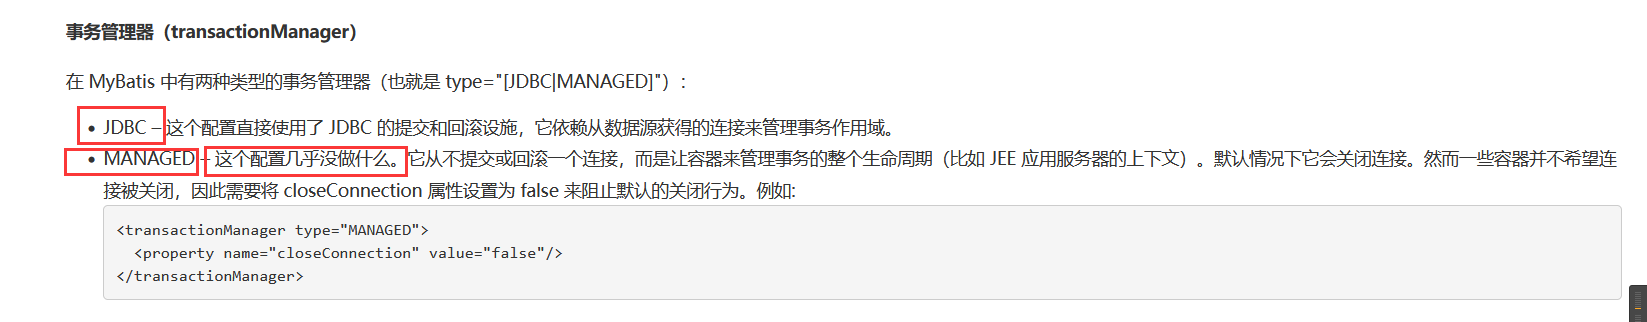 事务管理器（transactionManager）
在 MyBatis 中有两种类型的事务管理器（也就是 type="[JDBC|MANAGED]"）：
• JDBC – 这个配置直接使用了 JDBC 的提交和回滚设施，它依赖从数据源获得的连接来管理事务作用域。
• MANAGED – 这个配置几乎没做什么。它从不提交或回滚一个连接，而是让容器来管理事务的整个生命周期（比如 JEE 应用服务器的上下文）。默认情况下它会关闭连接。然而一些容器并不希望连
接被关闭，因此需要将 closeConnection 属性设置为 false 来阻止默认的关闭行为。例如:
<transactionManager type="MANAGED">
  <property name="closeConnection" value="false"/>
</transactionManager>